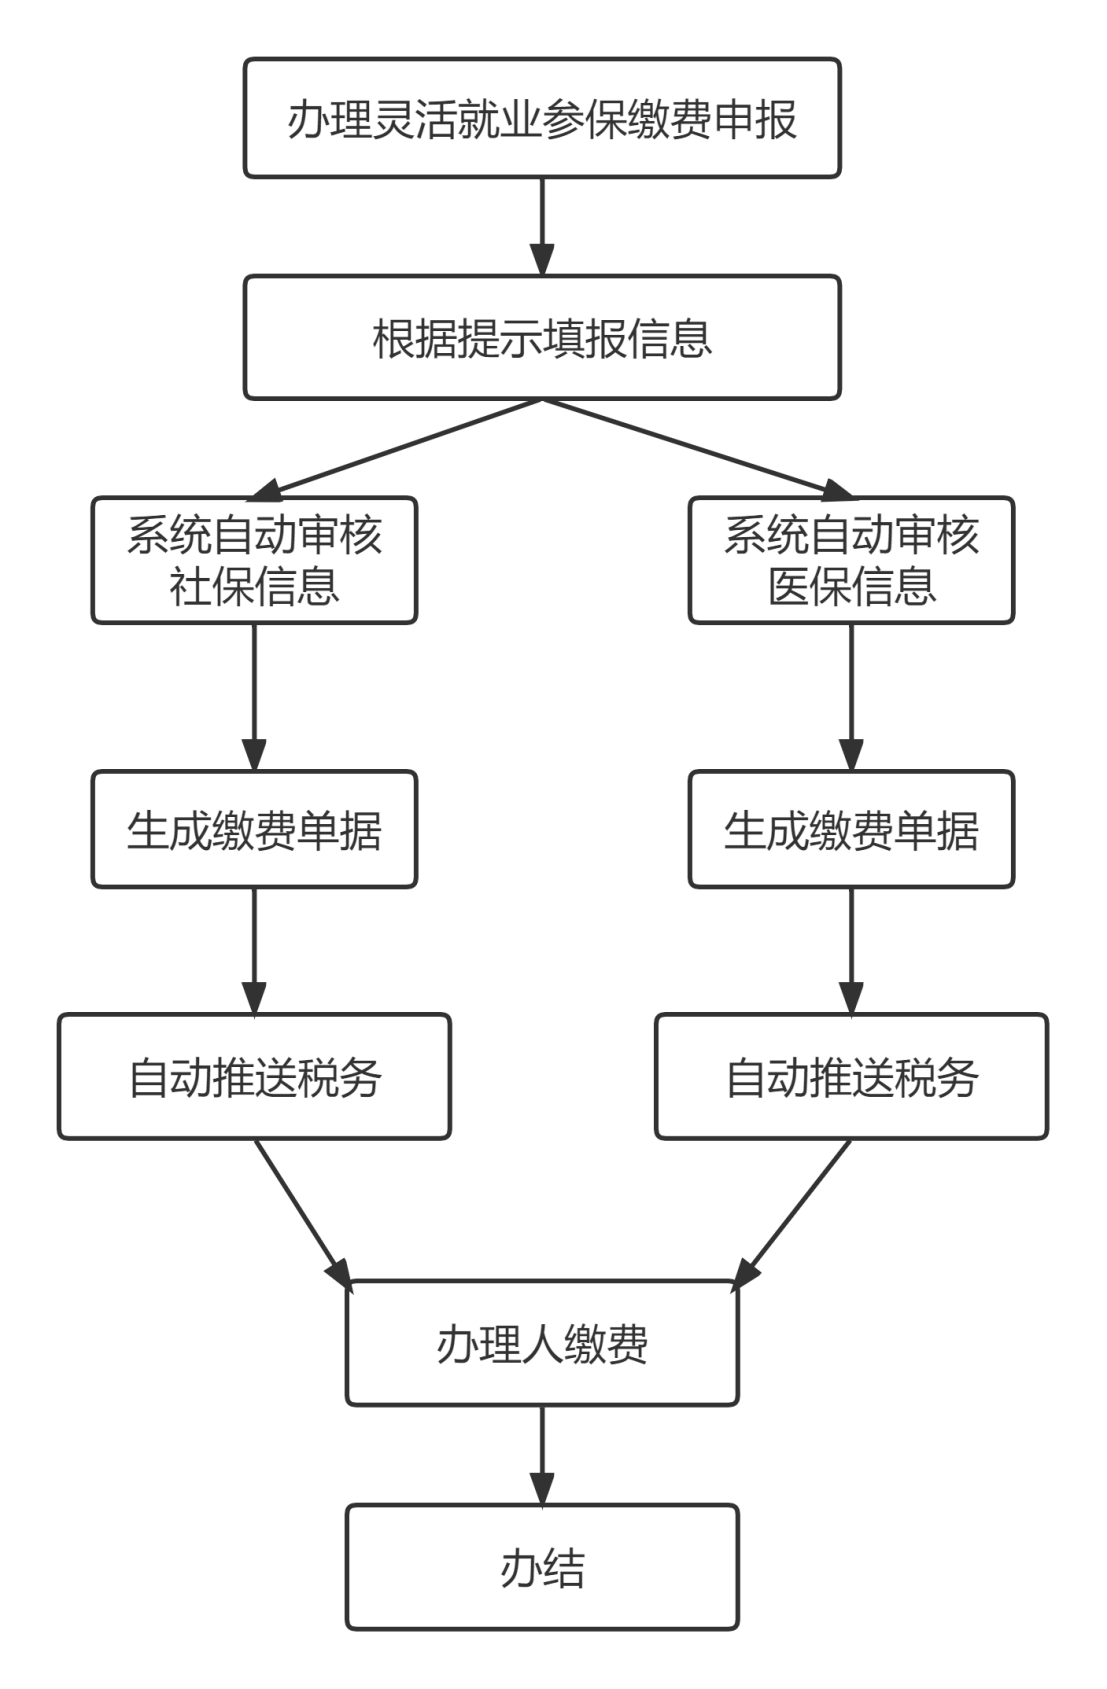 办理灵活就业参保缴费申报
根据提示填报信息
系统自动审核
社保信息
系统自动审核
医保信息
生成缴费单据
生成缴费单据
自动推送税务
自动推送税务
办理人缴费
办结